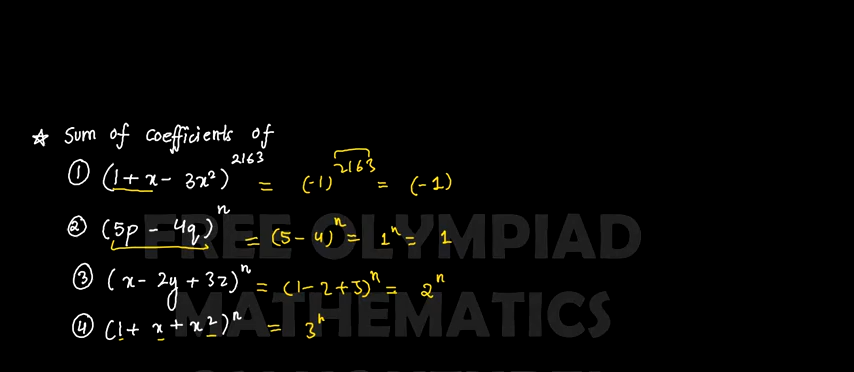 ☆ Sum of coefficients of
① (1 + x - 3x²)^2163 = (-1)^2163 = (-1)
② (5p - 4q)^n = (5 - 4)^n = 1^n = 1
③ (x - 2y + 3z)^n = (1 - 2 + 3)^n = 2^n
④ (1 + x + x²)^n = 3^n
FREE OLYMPIAD
MATHEMATICS